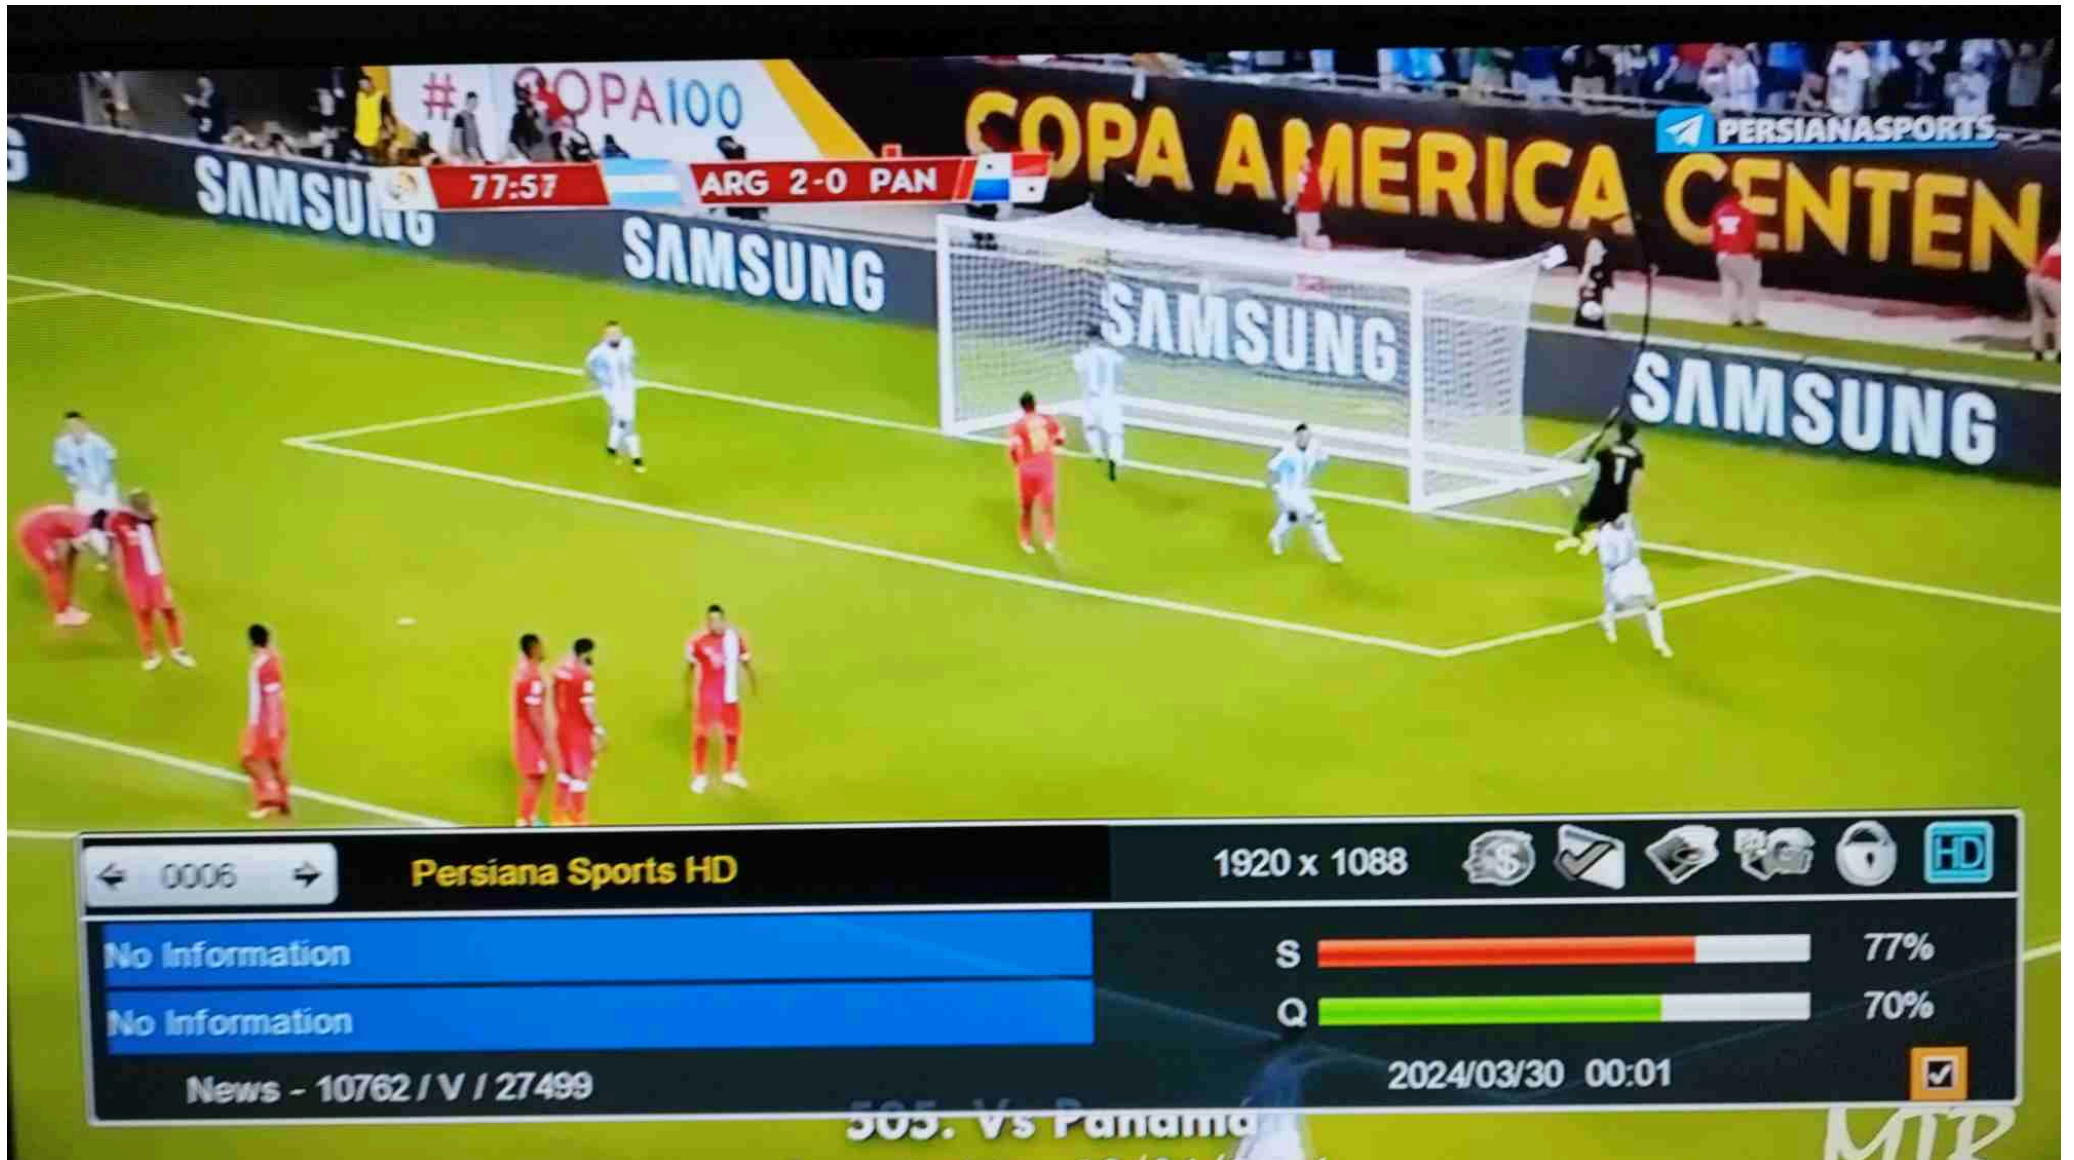 #COPA100
COPA AMERICA CENTEN
PERSIANASPORTS
77:57
ARG 2-0 PAN
SAMSUNG
SAMSUNG
SAMSUNG
SAMSUNG
0006
Persiana Sports HD
1920 x 1088
HD
No Information
S
77%
No Information
Q
70%
News - 10762 / V / 27499
2024/03/30 00:01
505. Vs Panama
MTR